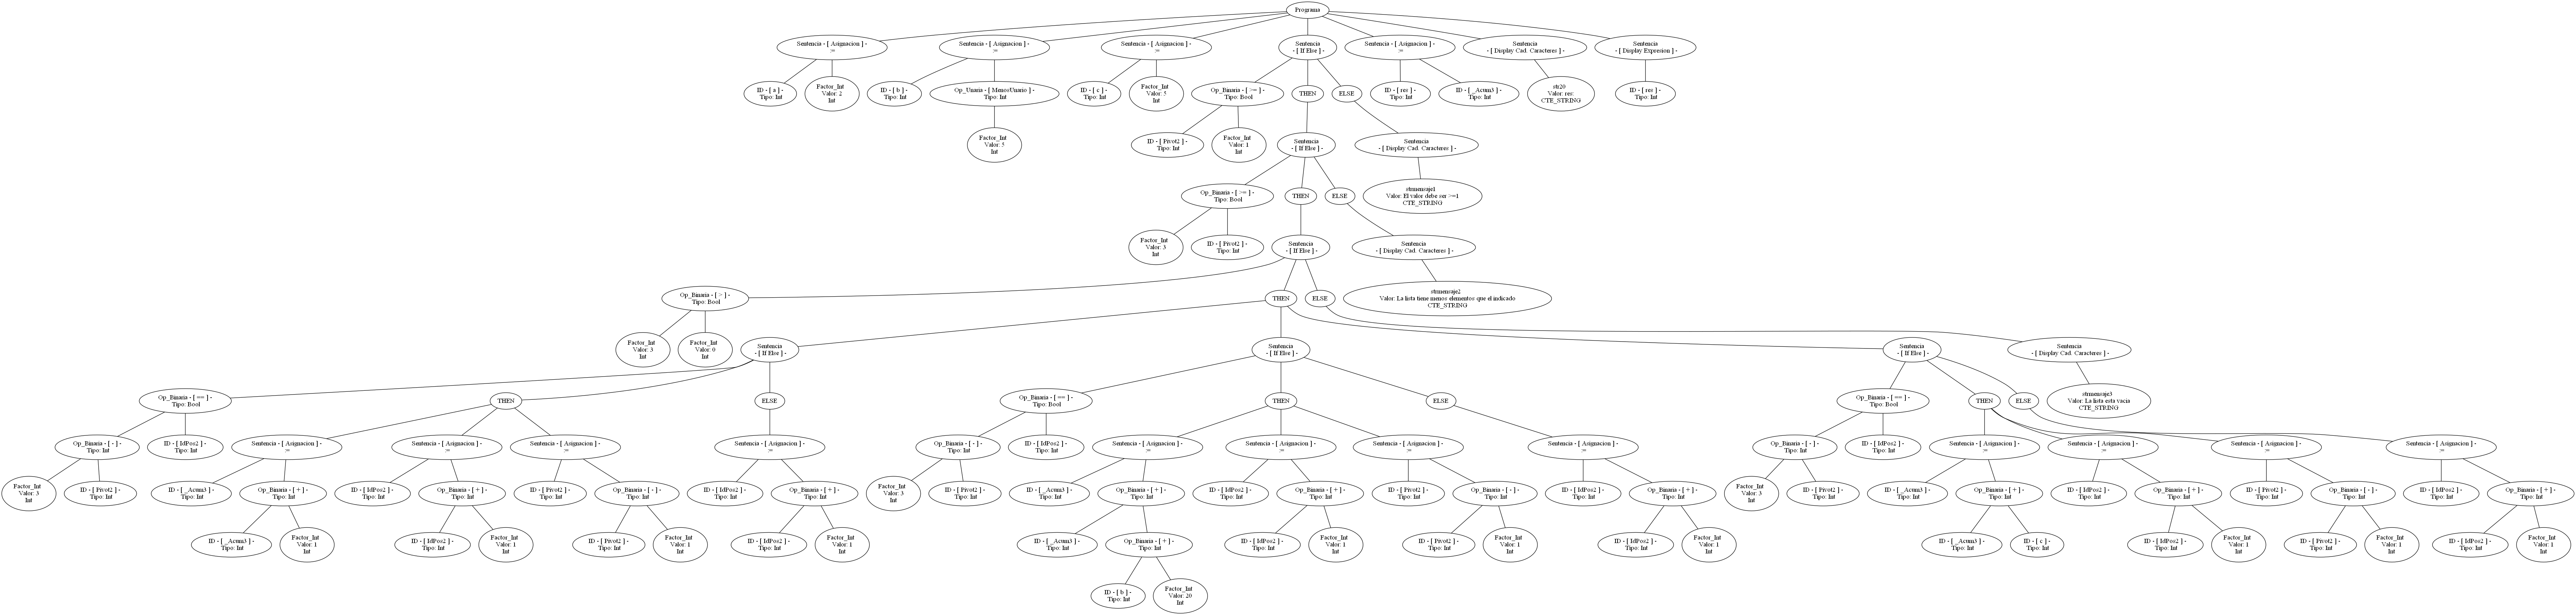 Programa
Sentencia - [ Asignacion ] -
:=
Sentencia - [ Asignacion ] -
:=
Sentencia - [ Asignacion ] -
:=
Sentencia
- [ If Else ] -
Sentencia - [ Asignacion ] -
:=
Sentencia
- [ Display Cad. Caracteres ] -
Sentencia
- [ Display Expresion ] -
ID - [ a ] -
Tipo: Int
Factor_Int
Valor: 2
Int
ID - [ b ] -
Tipo: Int
Op_Unaria - [ MenosUnario ] -
Tipo: Int
ID - [ c ] -
Tipo: Int
Factor_Int
Valor: 5
Int
Op_Binaria - [ >= ] -
Tipo: Bool
THEN
ELSE
ID - [ res ] -
Tipo: Int
ID - [ _Acum3 ] -
Tipo: Int
str20
Valor: res:
CTE_STRING
ID - [ res ] -
Tipo: Int
Factor_Int
Valor: 5
Int
ID - [ Pivot2 ] -
Tipo: Int
Factor_Int
Valor: 1
Int
Sentencia
- [ If Else ] -
Sentencia
- [ Display Cad. Caracteres ] -
Op_Binaria - [ >= ] -
Tipo: Bool
THEN
ELSE
strmensaje1
Valor: El valor debe ser >=1
CTE_STRING
Factor_Int
Valor: 3
Int
ID - [ Pivot2 ] -
Tipo: Int
Sentencia
- [ If Else ] -
Sentencia
- [ Display Cad. Caracteres ] -
Op_Binaria - [ > ] -
Tipo: Bool
THEN
ELSE
strmensaje2
Valor: La lista tiene menos elementos que el indicado
CTE_STRING
Factor_Int
Valor: 3
Int
Factor_Int
Valor: 0
Int
Sentencia
- [ If Else ] -
Sentencia
- [ If Else ] -
Sentencia
- [ If Else ] -
Sentencia
- [ Display Cad. Caracteres ] -
Op_Binaria - [ == ] -
Tipo: Bool
THEN
ELSE
Op_Binaria - [ == ] -
Tipo: Bool
THEN
ELSE
Op_Binaria - [ == ] -
Tipo: Bool
THEN
ELSE
strmensaje3
Valor: La lista esta vacia
CTE_STRING
Op_Binaria - [ - ] -
Tipo: Int
ID - [ IdPos2 ] -
Tipo: Int
Sentencia - [ Asignacion ] -
:=
Sentencia - [ Asignacion ] -
:=
Sentencia - [ Asignacion ] -
:=
Sentencia - [ Asignacion ] -
:=
Op_Binaria - [ - ] -
Tipo: Int
ID - [ IdPos2 ] -
Tipo: Int
Sentencia - [ Asignacion ] -
:=
Sentencia - [ Asignacion ] -
:=
Sentencia - [ Asignacion ] -
:=
Sentencia - [ Asignacion ] -
:=
Op_Binaria - [ - ] -
Tipo: Int
ID - [ IdPos2 ] -
Tipo: Int
Sentencia - [ Asignacion ] -
:=
Sentencia - [ Asignacion ] -
:=
Sentencia - [ Asignacion ] -
:=
Sentencia - [ Asignacion ] -
:=
Factor_Int
Valor: 3
Int
ID - [ Pivot2 ] -
Tipo: Int
ID - [ _Acum3 ] -
Tipo: Int
Op_Binaria - [ + ] -
Tipo: Int
ID - [ IdPos2 ] -
Tipo: Int
Op_Binaria - [ + ] -
Tipo: Int
ID - [ Pivot2 ] -
Tipo: Int
Op_Binaria - [ - ] -
Tipo: Int
ID - [ IdPos2 ] -
Tipo: Int
Op_Binaria - [ + ] -
Tipo: Int
Factor_Int
Valor: 3
Int
ID - [ Pivot2 ] -
Tipo: Int
ID - [ _Acum3 ] -
Tipo: Int
Op_Binaria - [ + ] -
Tipo: Int
ID - [ IdPos2 ] -
Tipo: Int
Op_Binaria - [ + ] -
Tipo: Int
ID - [ Pivot2 ] -
Tipo: Int
Op_Binaria - [ - ] -
Tipo: Int
ID - [ IdPos2 ] -
Tipo: Int
Op_Binaria - [ + ] -
Tipo: Int
Factor_Int
Valor: 3
Int
ID - [ Pivot2 ] -
Tipo: Int
ID - [ _Acum3 ] -
Tipo: Int
Op_Binaria - [ + ] -
Tipo: Int
ID - [ IdPos2 ] -
Tipo: Int
Op_Binaria - [ + ] -
Tipo: Int
ID - [ Pivot2 ] -
Tipo: Int
Op_Binaria - [ - ] -
Tipo: Int
ID - [ IdPos2 ] -
Tipo: Int
Op_Binaria - [ + ] -
Tipo: Int
ID - [ _Acum3 ] -
Tipo: Int
Factor_Int
Valor: 1
Int
ID - [ IdPos2 ] -
Tipo: Int
Factor_Int
Valor: 1
Int
ID - [ Pivot2 ] -
Tipo: Int
Factor_Int
Valor: 1
Int
ID - [ IdPos2 ] -
Tipo: Int
Factor_Int
Valor: 1
Int
ID - [ _Acum3 ] -
Tipo: Int
Op_Binaria - [ + ] -
Tipo: Int
ID - [ IdPos2 ] -
Tipo: Int
Factor_Int
Valor: 1
Int
ID - [ Pivot2 ] -
Tipo: Int
Factor_Int
Valor: 1
Int
ID - [ IdPos2 ] -
Tipo: Int
Factor_Int
Valor: 1
Int
ID - [ _Acum3 ] -
Tipo: Int
ID - [ c ] -
Tipo: Int
ID - [ IdPos2 ] -
Tipo: Int
Factor_Int
Valor: 1
Int
ID - [ Pivot2 ] -
Tipo: Int
Factor_Int
Valor: 1
Int
ID - [ IdPos2 ] -
Tipo: Int
Factor_Int
Valor: 1
Int
ID - [ b ] -
Tipo: Int
Factor_Int
Valor: 20
Int